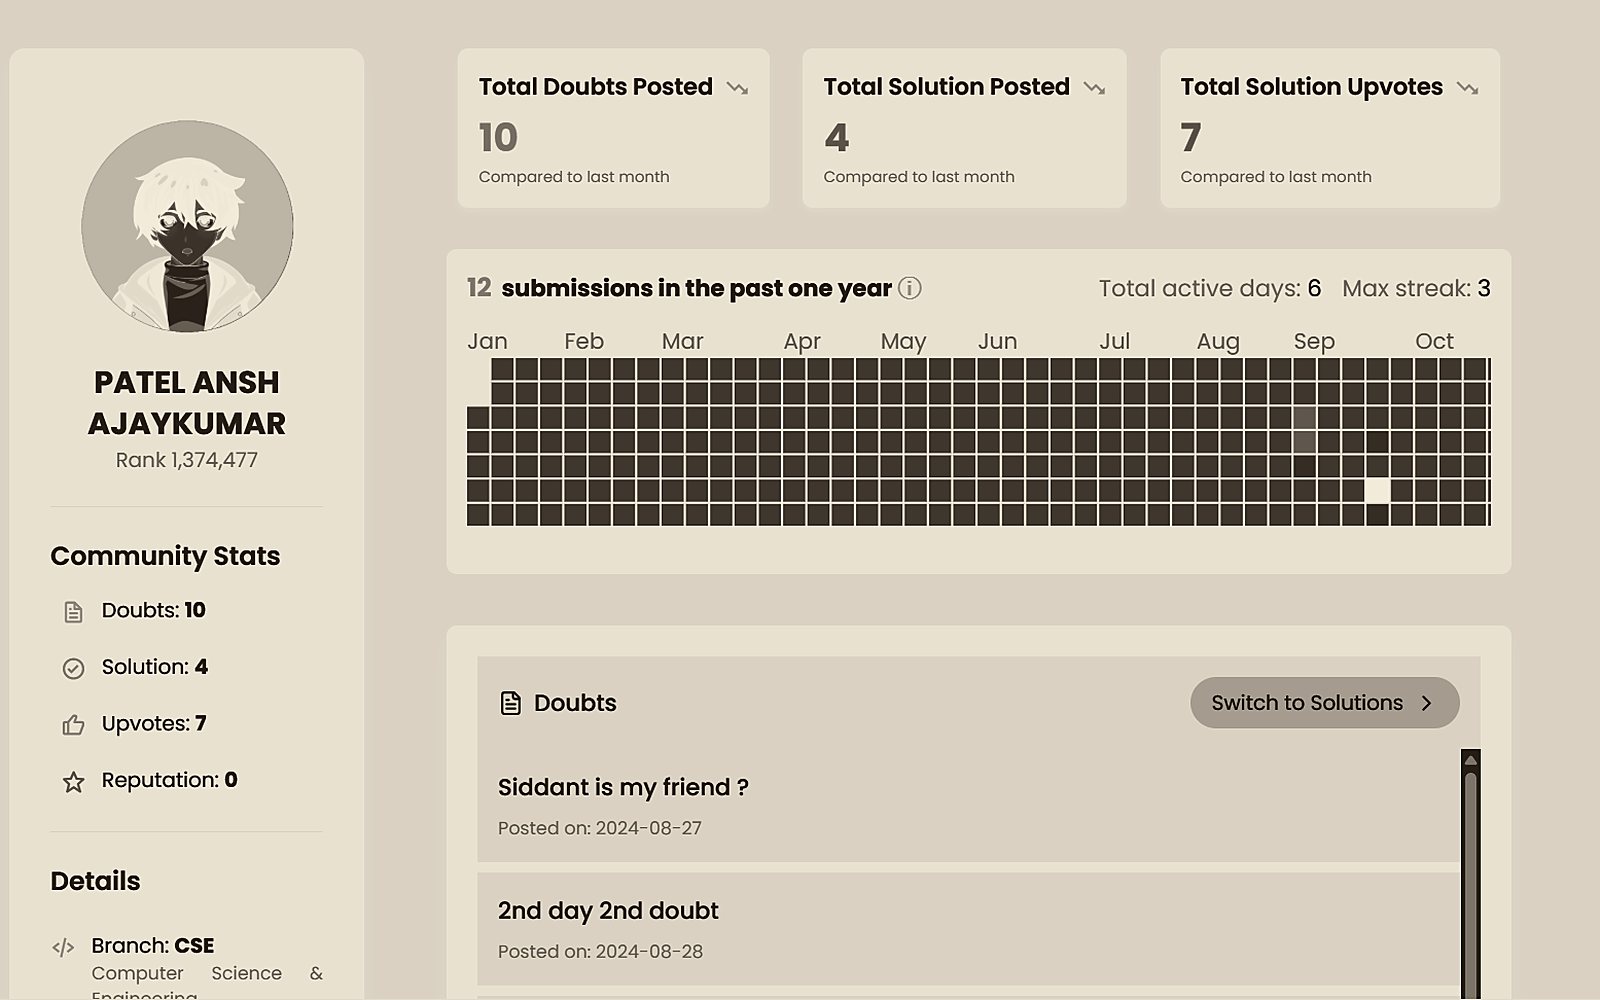 PATEL ANSH
AJAYKUMAR
Rank 1,374,477
Community Stats
Doubts: 10
Solution: 4
Upvotes: 7
Reputation: 0
Details
Branch: CSE
Computer Science &
Engineering
Total Doubts Posted
10
Compared to last month
Total Solution Posted
4
Compared to last month
Total Solution Upvotes
7
Compared to last month
12 submissions in the past one year
Total active days: 6 Max streak: 3
Jan Feb Mar Apr May Jun Jul Aug Sep Oct
Doubts
Switch to Solutions
Siddant is my friend ?
Posted on: 2024-08-27
2nd day 2nd doubt
Posted on: 2024-08-28